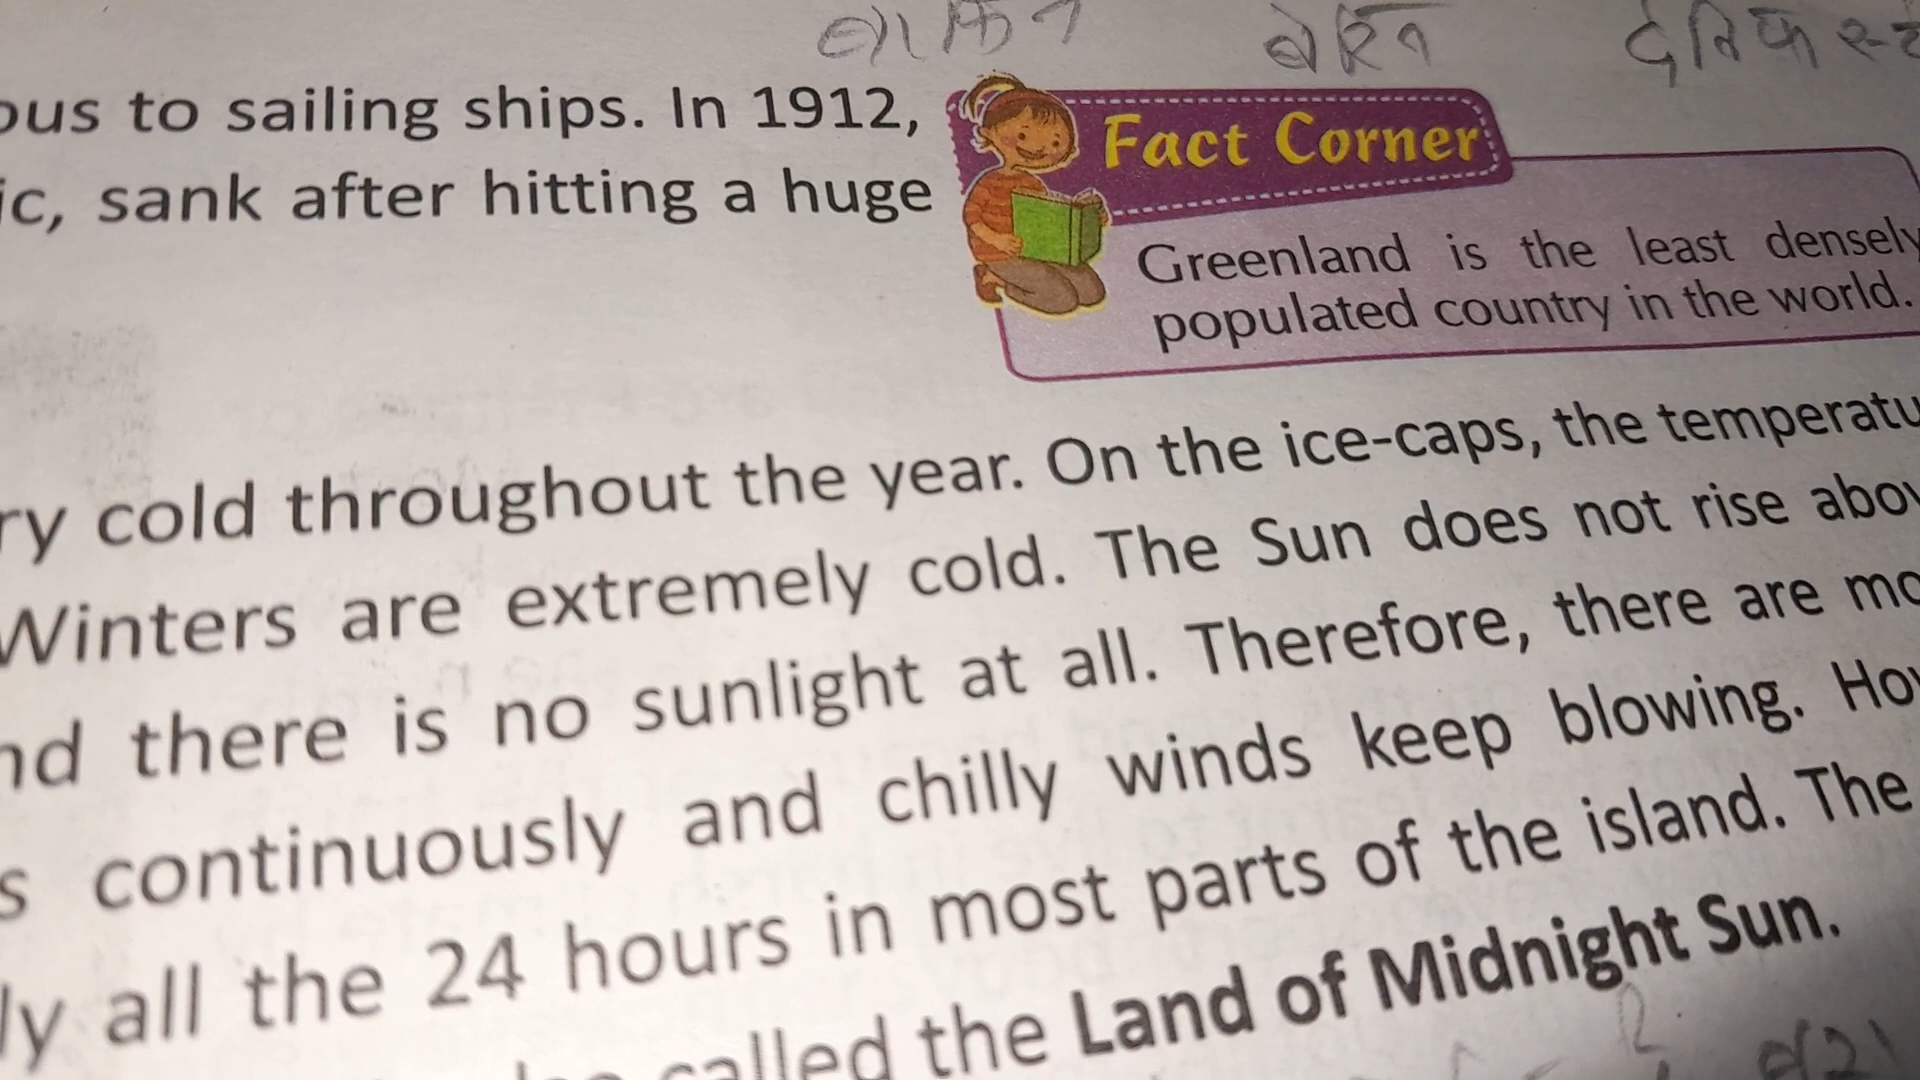 ous to sailing ships. In 1912,
ic, sank after hitting a huge
Fact Corner
Greenland is the least densely
populated country in the world.
ry cold throughout the year. On the ice-caps, the temperatu
Winters are extremely cold. The Sun does not rise abov
nd there is no sunlight at all. Therefore, there are mo
s continuously and chilly winds keep blowing. How
ly all the 24 hours in most parts of the island. The
called the Land of Midnight Sun.